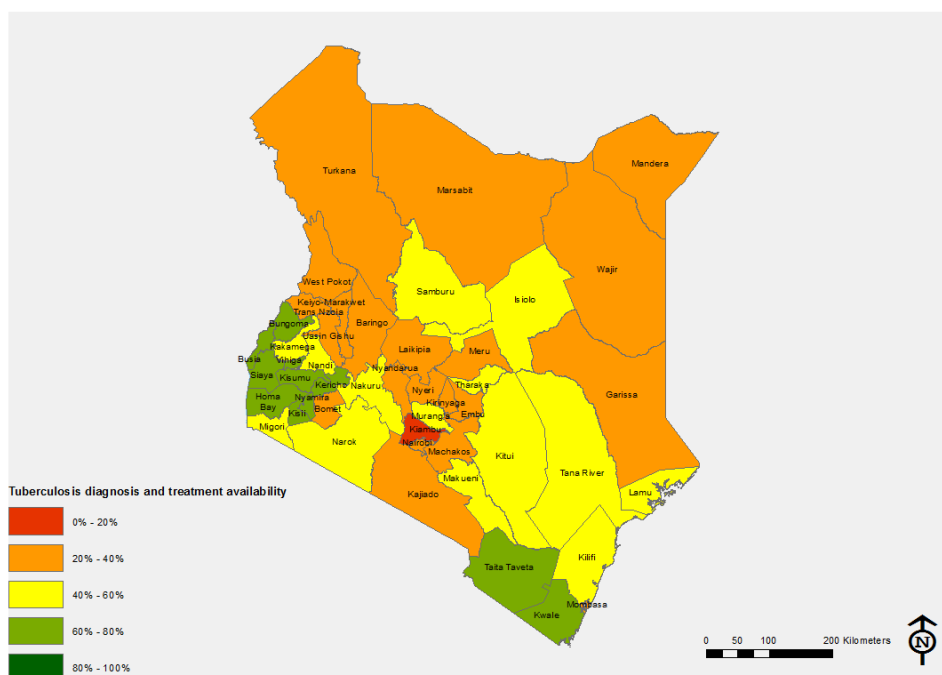 Turkana
Mandera
Marsabit
Wajir
West Pokot
Samburu
Isiolo
Keiyo-Marakwet
Trans Nzoia
Bungoma
Baringo
Uasin Gishu
Kakamega
Laikipia
Meru
Busia
Vihiga
Nandi
Nyandarua
Siaya
Kisumu
Kericho
Nakuru
Nyeri
Tharaka
Garissa
Homa
Bay
Nyamira
Kirinyaga
Kisii
Bomet
Murang'a
Embu
Migori
Kiambu
Narok
Nairobi
Machakos
Kitui
Tana River
Makueni
Kajiado
Lamu
Kilifi
Taita Taveta
Mombasa
Kwale
Tuberculosis diagnosis and treatment availability
0% - 20%
20% - 40%
40% - 60%
60% - 80%
80% - 100%
0 50 100 200 Kilometers
N